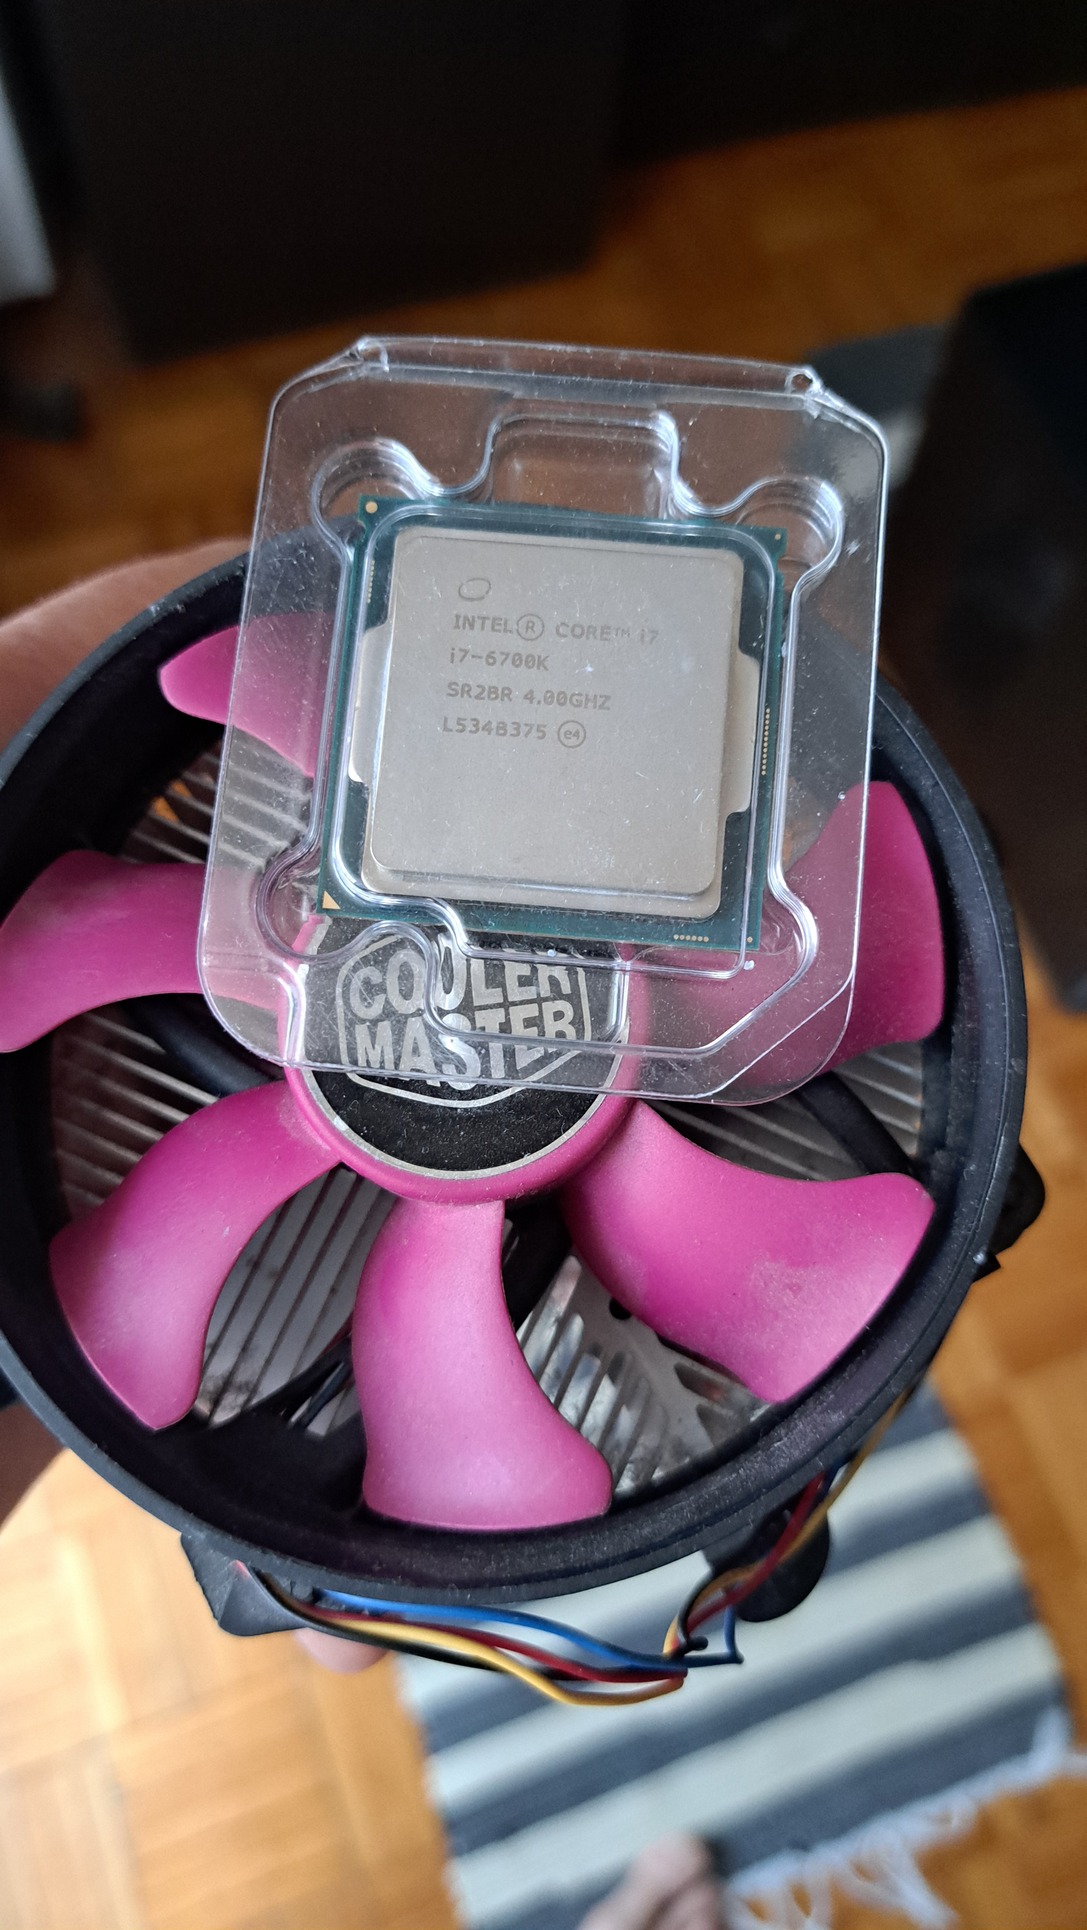 INTEL® CORE™ i7
i7-6700K
SR2BR 4.00GHZ
L534B375 e4
COOLER
MASTER